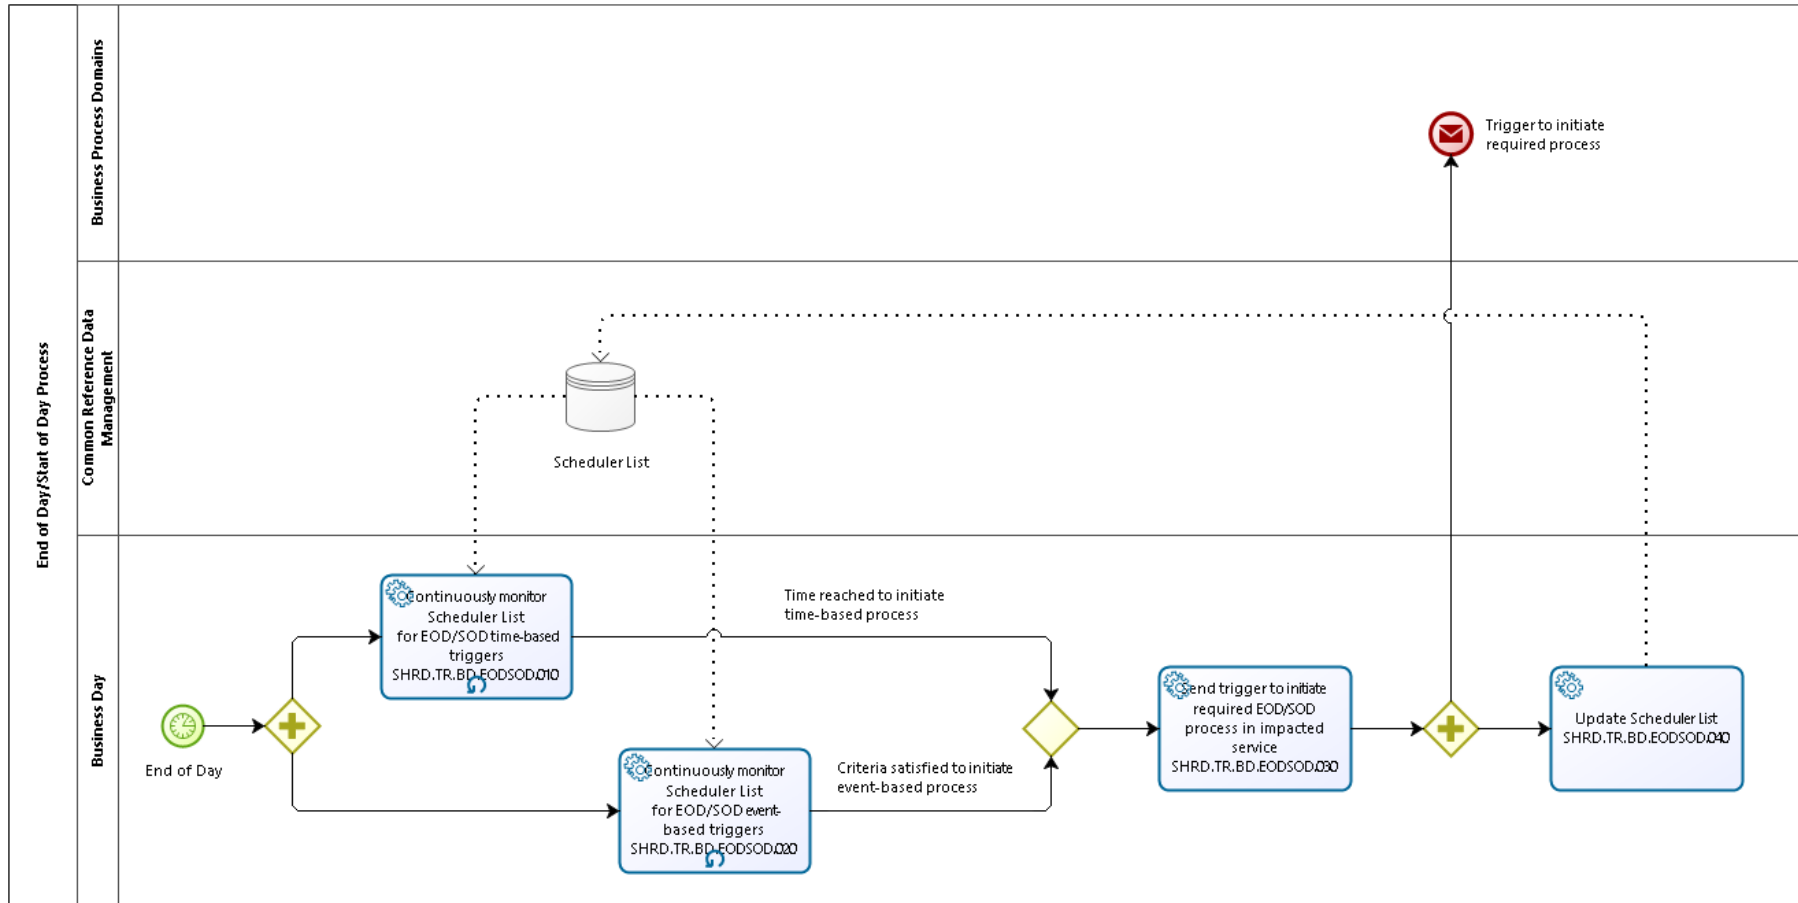 End of Day/Start of Day Process
Business Process Domains
Trigger to initiate
required process
Common Reference Data
Management
Scheduler List
Business Day
End of Day
Continuously monitor
Scheduler List
for EOD/SOD time-based
triggers
SHRD.TR.BD.EODSOD.010
Time reached to initiate
time-based process
Continuously monitor
Scheduler List
for EOD/SOD event-
based triggers
SHRD.TR.BD.EODSOD.020
Criteria satisfied to initiate
event-based process
Send trigger to initiate
required EOD/SOD
process in impacted
service
SHRD.TR.BD.EODSOD.030
Update Scheduler List
SHRD.TR.BD.EODSOD.040